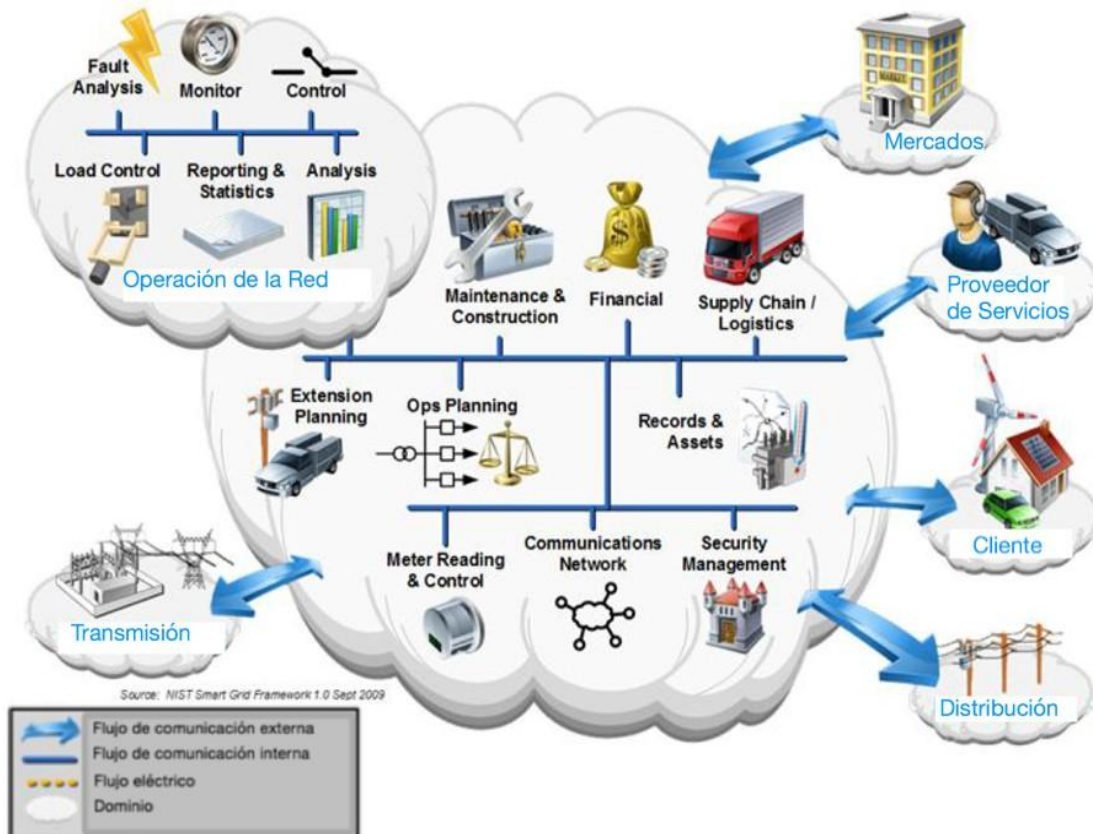 Fault
Analysis
Monitor
Control
Load Control
Reporting &
Statistics
Analysis
Operación de la Red
MARKET
Mercados
Proveedor
de Servicios
Maintenance &
Construction
Financial
Supply Chain /
Logistics
Extension
Planning
Ops Planning
Records &
Assets
Cliente
Meter Reading
& Control
Communications
Network
Security
Management
Transmisión
Distribución
Source: NIST Smart Grid Framework 1.0 Sept 2009
Flujo de comunicación externa
Flujo de comunicación interna
Flujo eléctrico
Dominio